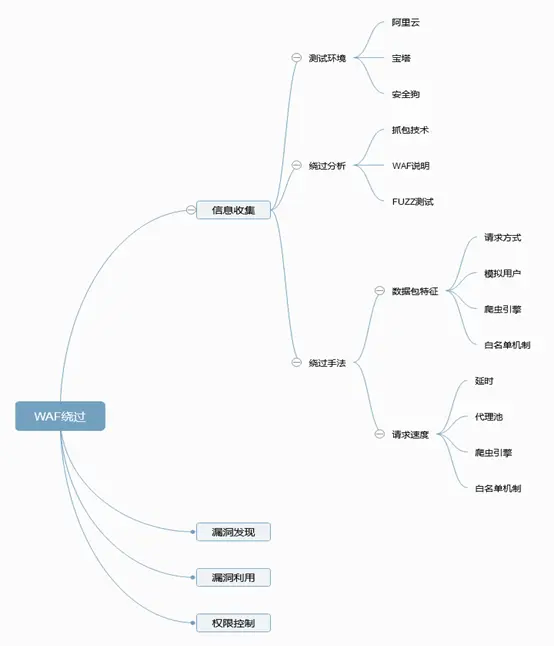 WAF绕过
信息收集
测试环境
阿里云
宝塔
安全狗
绕过分析
抓包技术
WAF说明
FUZZ测试
绕过手法
数据包特征
请求方式
模拟用户
爬虫引擎
白名单机制
请求速度
延时
代理池
爬虫引擎
白名单机制
漏洞发现
漏洞利用
权限控制